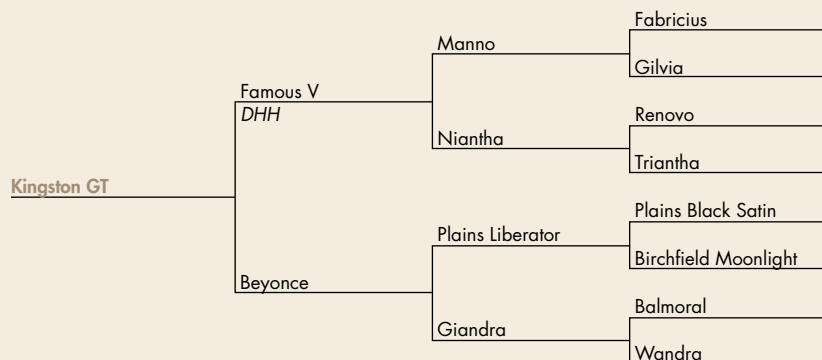 Fabricius
Manno
Gilvia
Famous V
DHH
Renovo
Niantha
Triantha
Kingston GT
Plains Black Satin
Plains Liberator
Birchfield Moonlight
Beyonce
Balmoral
Giandra
Wandra